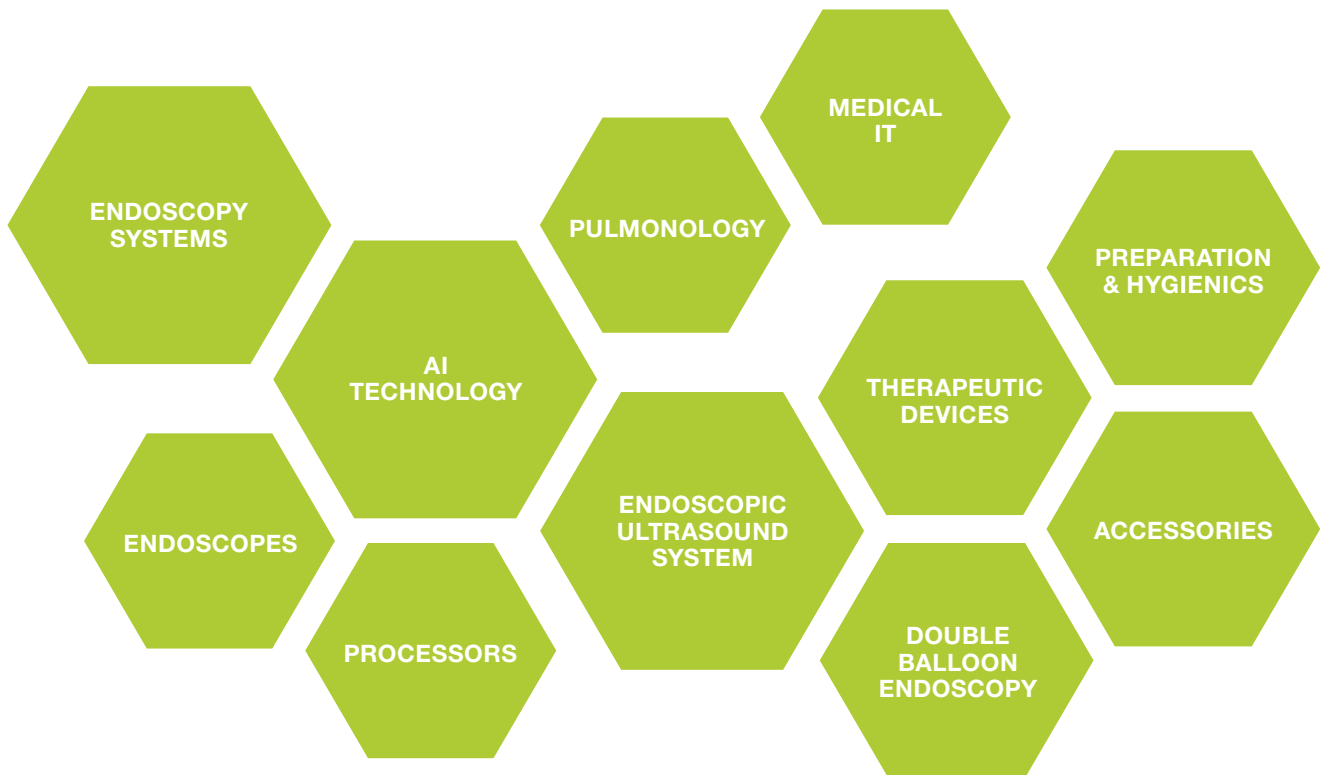 MEDICAL
IT
ENDOSCOPY
SYSTEMS
PULMONOLOGY
PREPARATION
& HYGIENICS
AI
TECHNOLOGY
THERAPEUTIC
DEVICES
ENDOSCOPES
ENDOSCOPIC
ULTRASOUND
SYSTEM
ACCESSORIES
PROCESSORS
DOUBLE
BALLOON
ENDOSCOPY